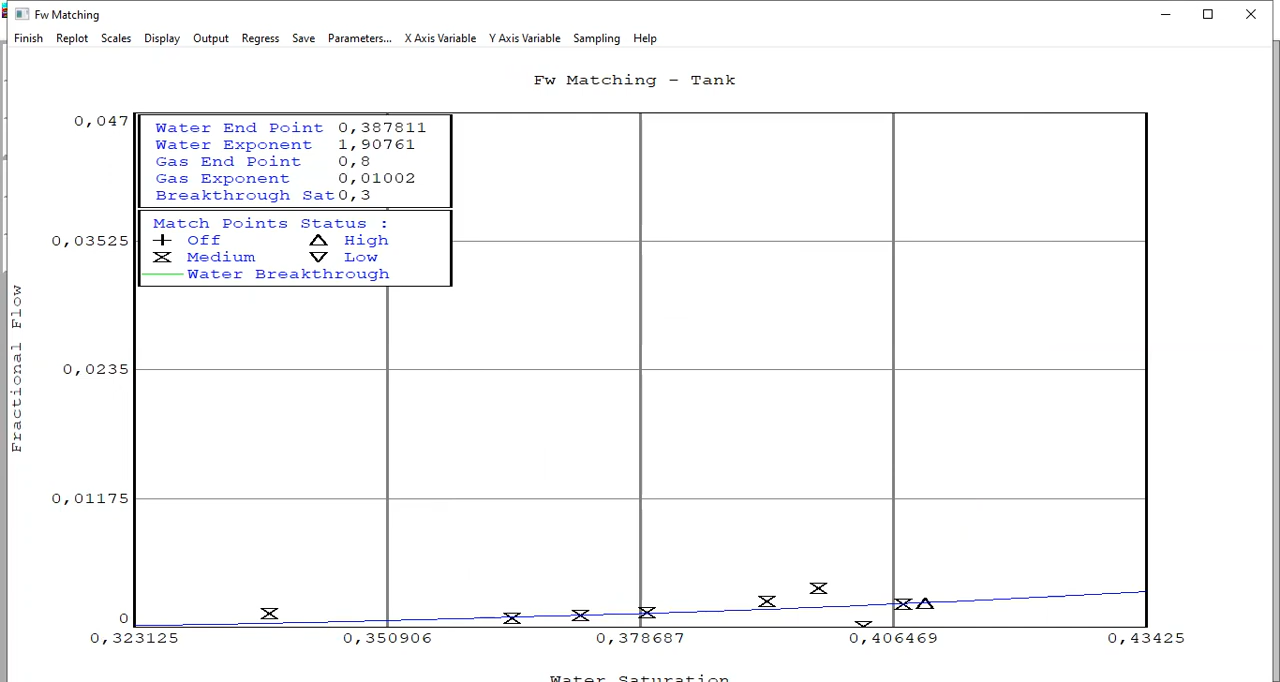 Fw Matching
Finish Replot Scales Display Output Regress Save Parameters... X Axis Variable Y Axis Variable Sampling Help
Fw Matching - Tank
0,047
Water End Point 0,387811
Water Exponent 1,90761
Gas End Point 0,8
Gas Exponent 0,01002
Breakthrough Sat 0,3
Match Points Status :
Off High
Medium Low
Water Breakthrough
0,03525
0,0235
0,01175
0
Fractional Flow
0,323125 0,350906 0,378687 0,406469 0,43425
Water Saturation